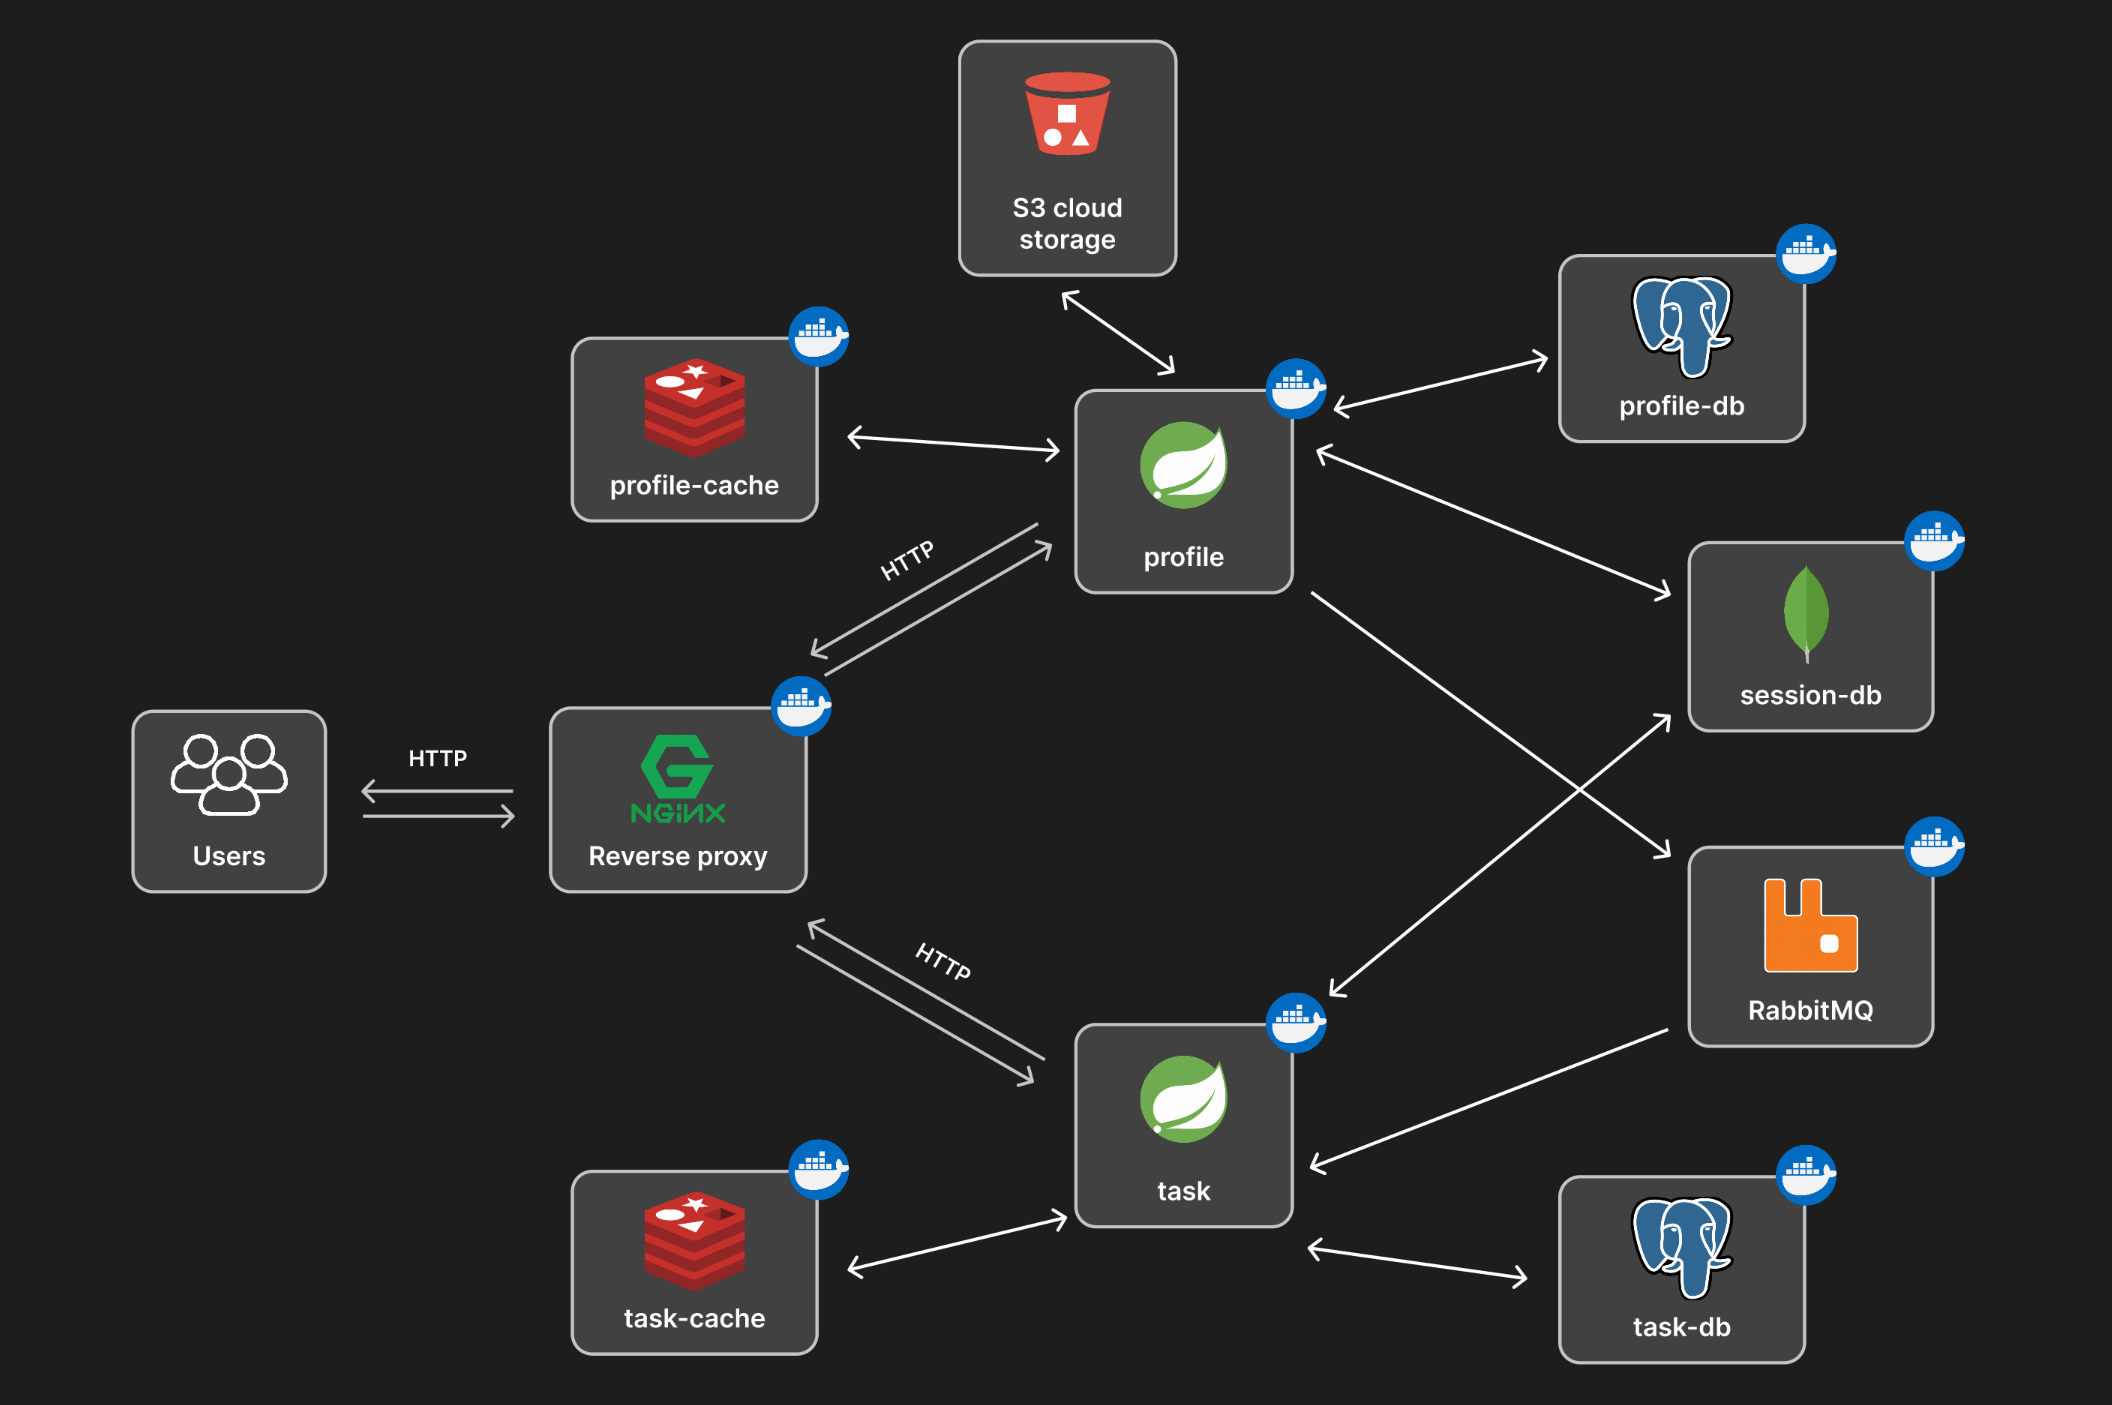 S3 cloud
storage
profile-db
profile-cache
profile
HTTP
session-db
HTTP
NGiNX
Users
Reverse proxy
HTTP
RabbitMQ
task
task-cache
task-db